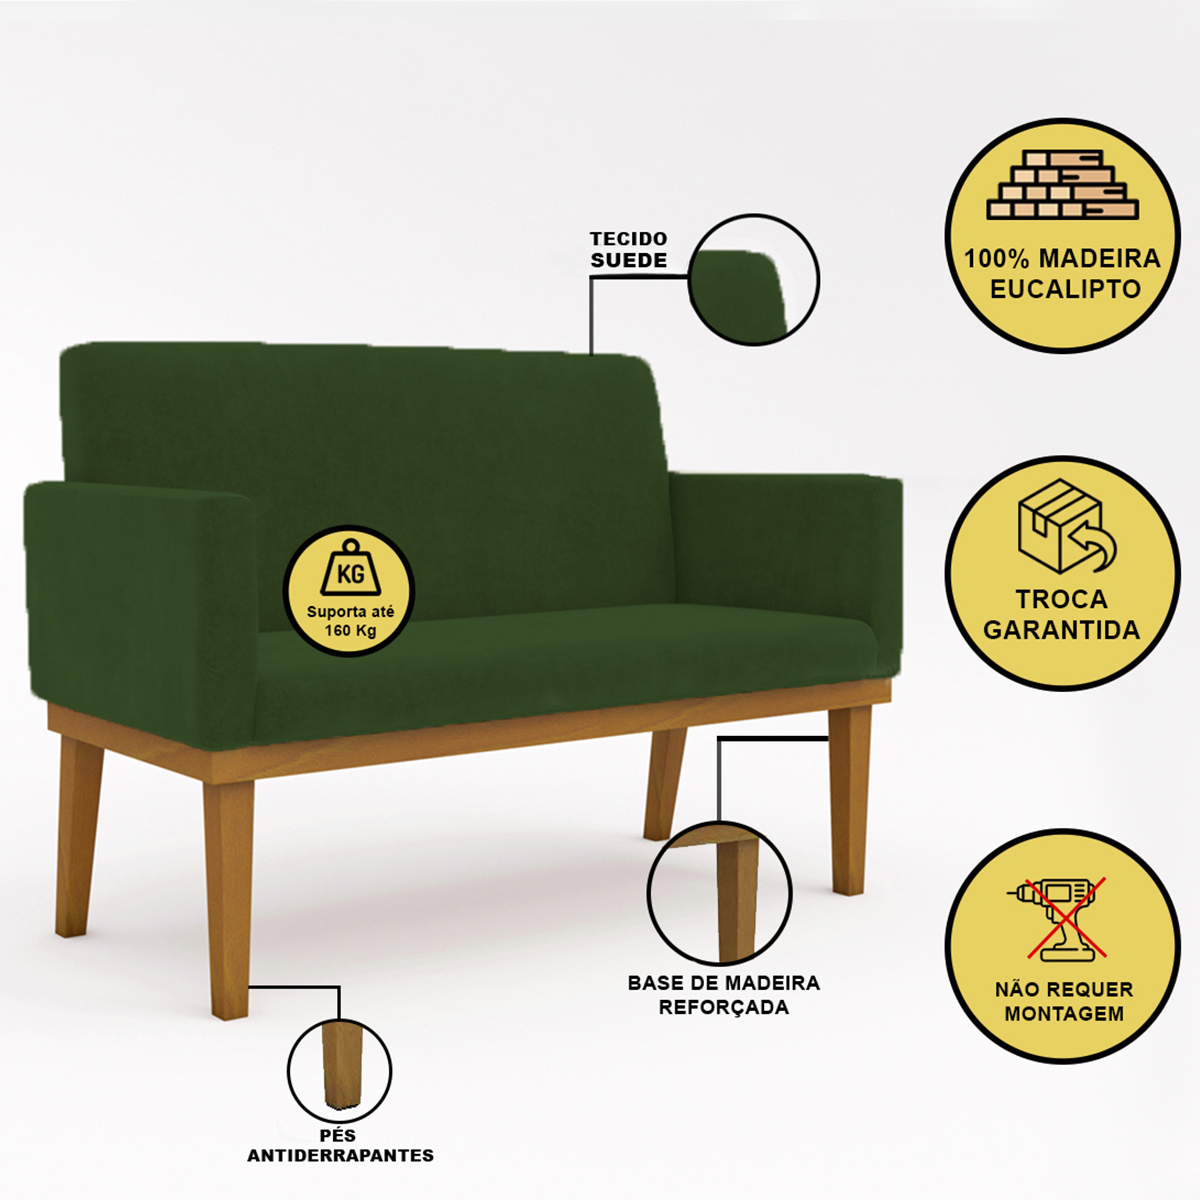 TECIDO
SUEDE
100% MADEIRA
EUCALIPTO
KG
Suporta até
160 Kg
TROCA
GARANTIDA
BASE DE MADEIRA
REFORÇADA
NÃO REQUER
MONTAGEM
PÉS
ANTIDERRAPANTES